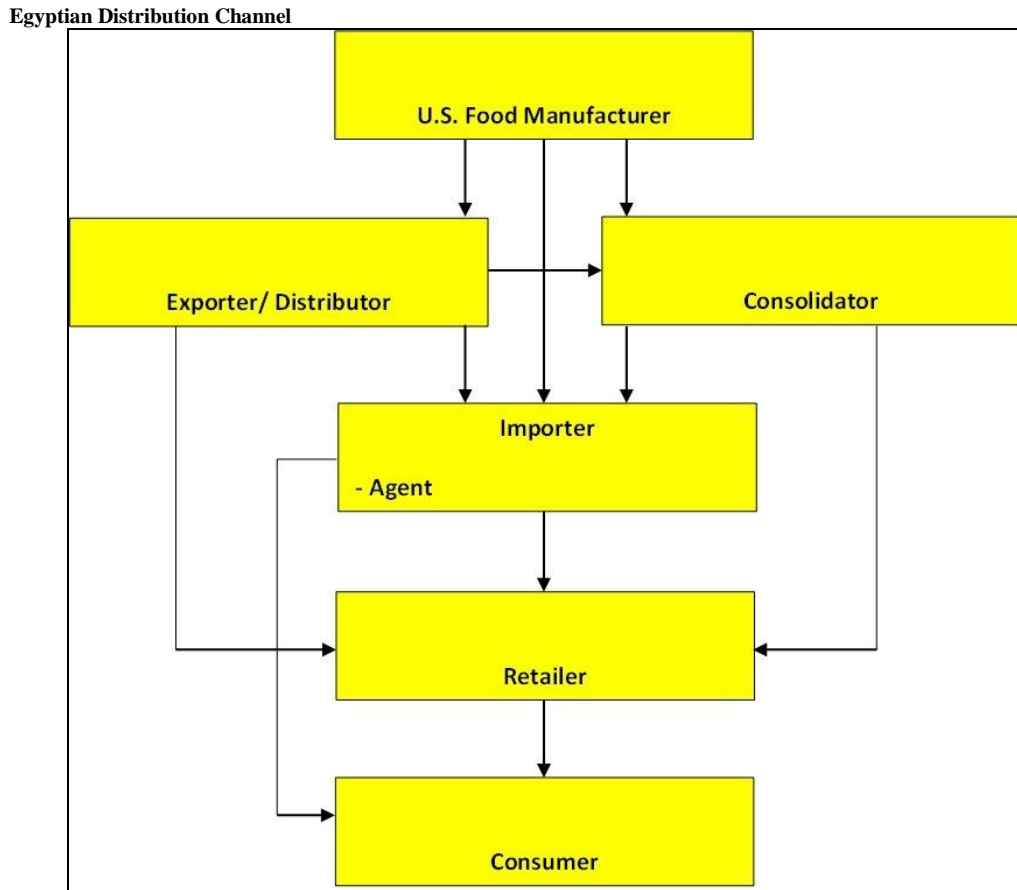 Egyptian Distribution Channel
U.S. Food Manufacturer
Exporter/ Distributor
Consolidator
Importer
- Agent
Retailer
Consumer